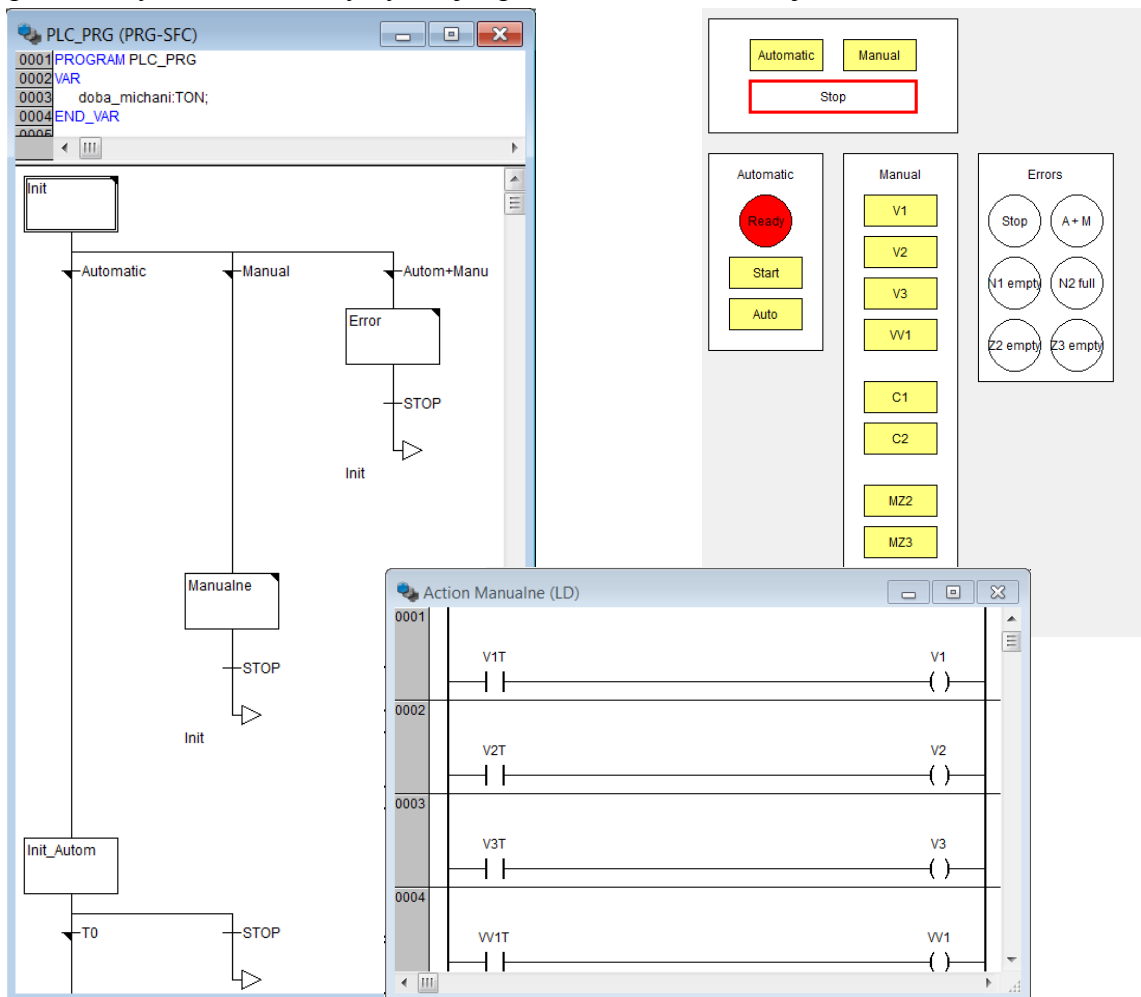 PLC_PRG (PRG-SFC)
0001 PROGRAM PLC_PRG
0002 VAR
0003 doba_michani:TON;
0004 END_VAR
0005
Init
Automatic
Manual
Autom+Manu
Error
STOP
Init
Manualne
STOP
Init
Init_Autom
T0
STOP
Automatic
Manual
Stop
Automatic
Ready
Start
Auto
Manual
V1
V2
V3
VV1
C1
C2
MZ2
MZ3
Errors
Stop
A + M
N1 empty
N2 full
Z2 empty
Z3 empty
Action Manualne (LD)
0001
V1T
V1
0002
V2T
V2
0003
V3T
V3
0004
VV1T
VV1